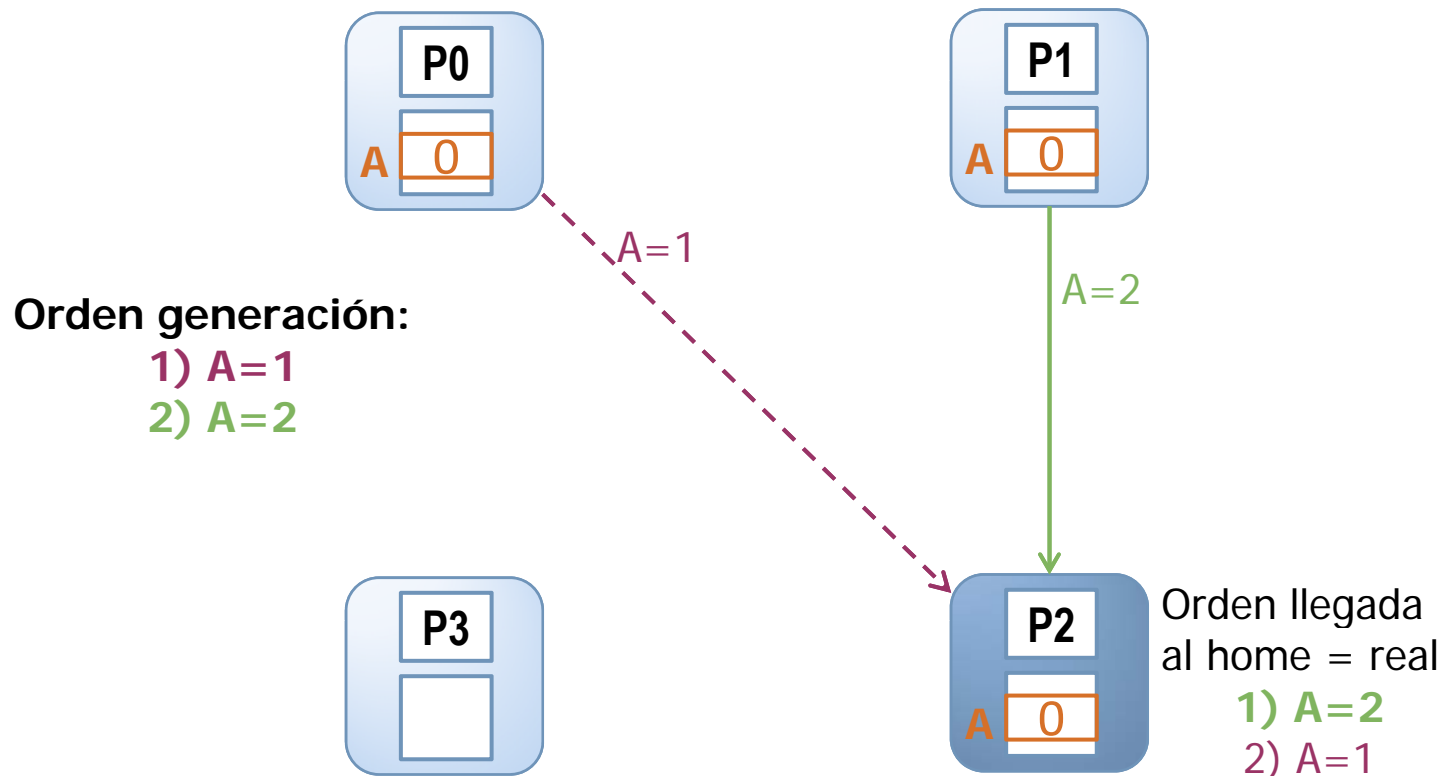 P0
A 0
P1
A 0
A=1
A=2
Orden generación:
1) A=1
2) A=2
P3
P2
A 0
Orden llegada
al home = real
1) A=2
2) A=1